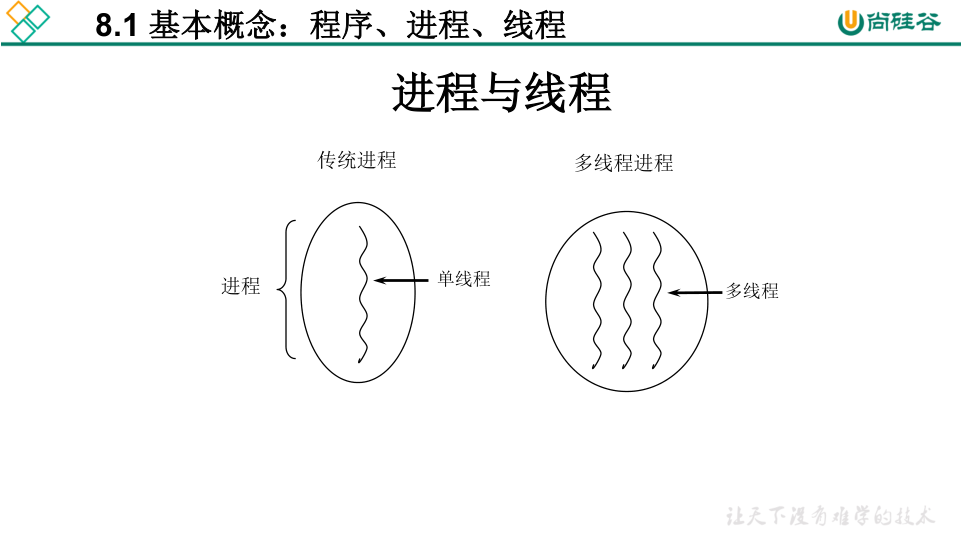 8.1 基本概念：程序、进程、线程
尚硅谷
进程与线程
传统进程
多线程进程
进程
单线程
多线程
让天下没有难学的技术